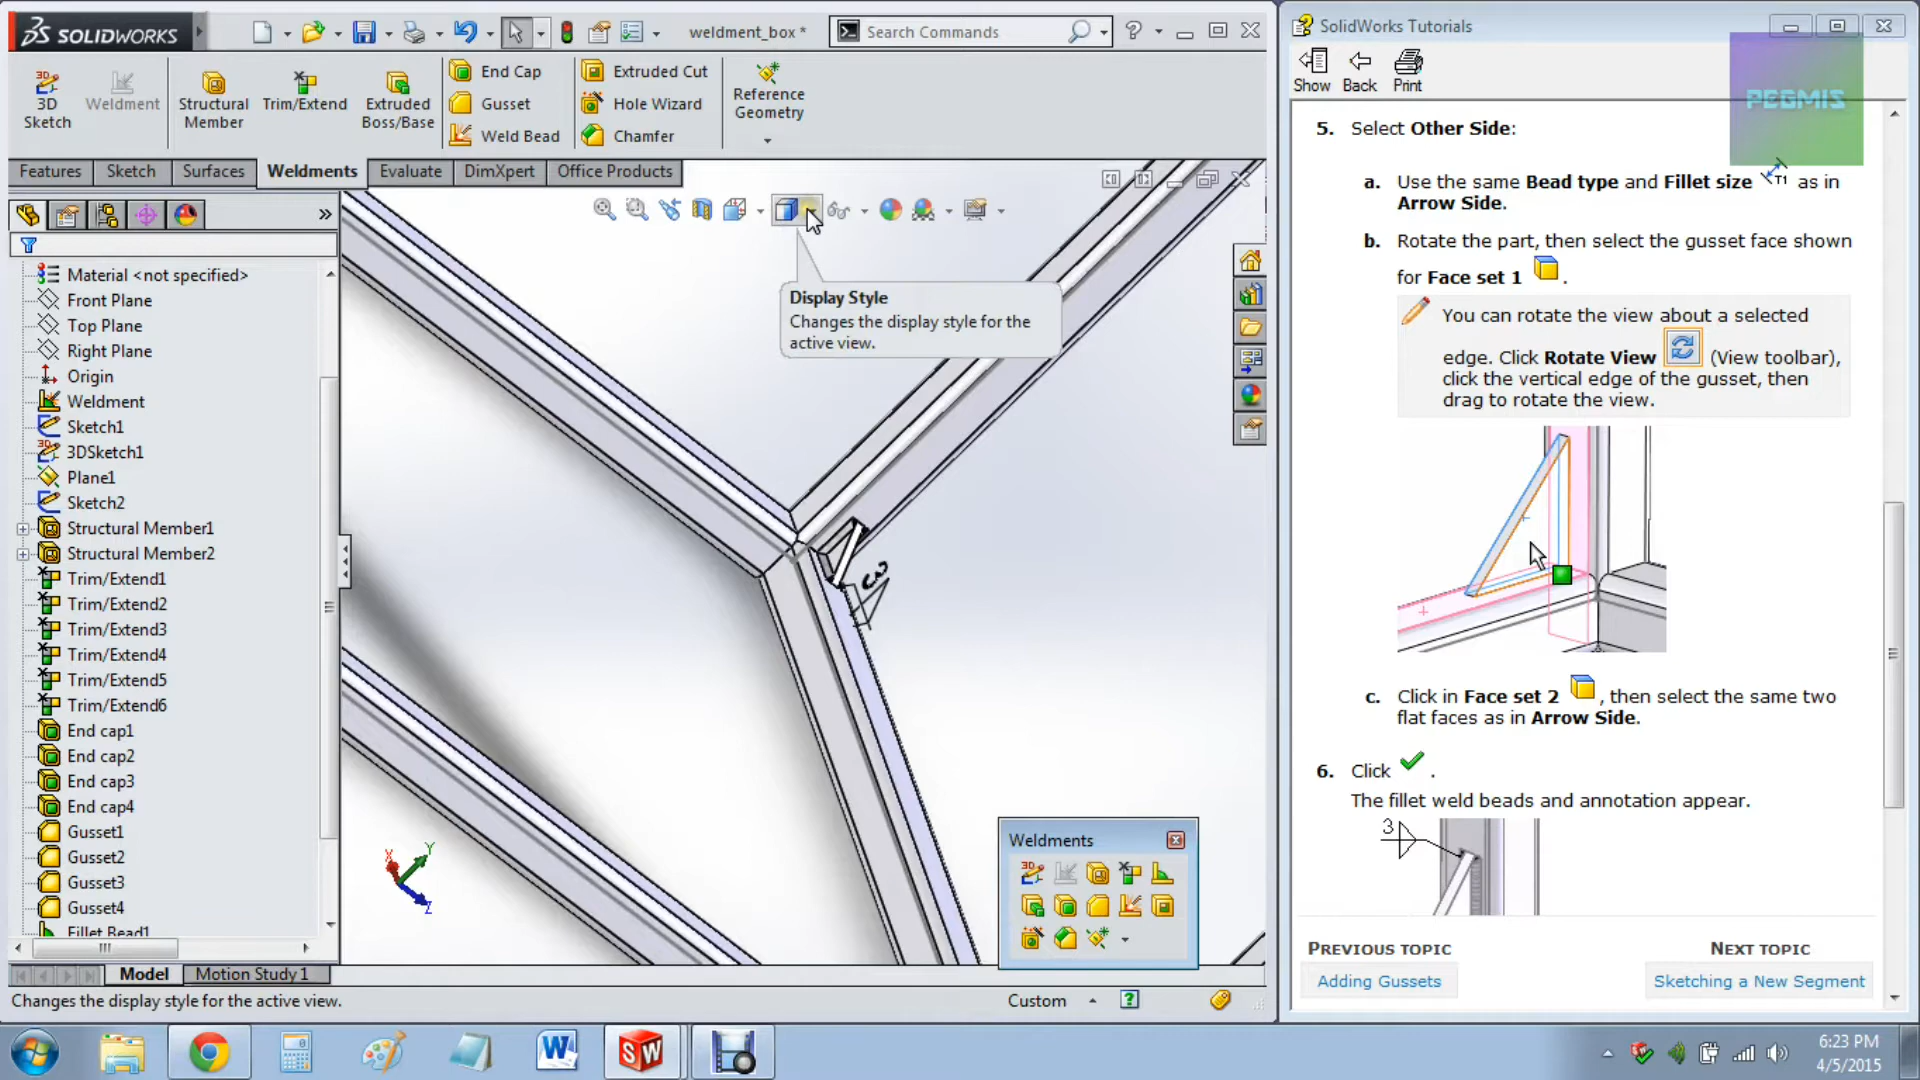 SOLIDWORKS
weldment_box *
Search Commands
3D Sketch
Weldment
Structural Member
Trim/Extend
Extruded Boss/Base
End Cap
Gusset
Weld Bead
Extruded Cut
Hole Wizard
Chamfer
Reference Geometry
Features
Sketch
Surfaces
Weldments
Evaluate
DimXpert
Office Products
Material <not specified>
Front Plane
Top Plane
Right Plane
Origin
Weldment
Sketch1
3DSketch1
Plane1
Sketch2
Structural Member1
Structural Member2
Trim/Extend1
Trim/Extend2
Trim/Extend3
Trim/Extend4
Trim/Extend5
Trim/Extend6
End cap1
End cap2
End cap3
End cap4
Gusset1
Gusset2
Gusset3
Gusset4
Fillet Bead1
Display Style
Changes the display style for the
active view.
3
X
Y
Z
Weldments
Model
Motion Study 1
Changes the display style for the active view.
Custom
SolidWorks Tutorials
Show
Back
Print
PEGMIS
5. Select Other Side:
a. Use the same Bead type and Fillet size T1 as in
Arrow Side.
b. Rotate the part, then select the gusset face shown
for Face set 1 .
You can rotate the view about a selected
edge. Click Rotate View (View toolbar),
click the vertical edge of the gusset, then
drag to rotate the view.
c. Click in Face set 2 , then select the same two
flat faces as in Arrow Side.
6. Click .
The fillet weld beads and annotation appear.
3
PREVIOUS TOPIC
NEXT TOPIC
Adding Gussets
Sketching a New Segment
6:23 PM
4/5/2015